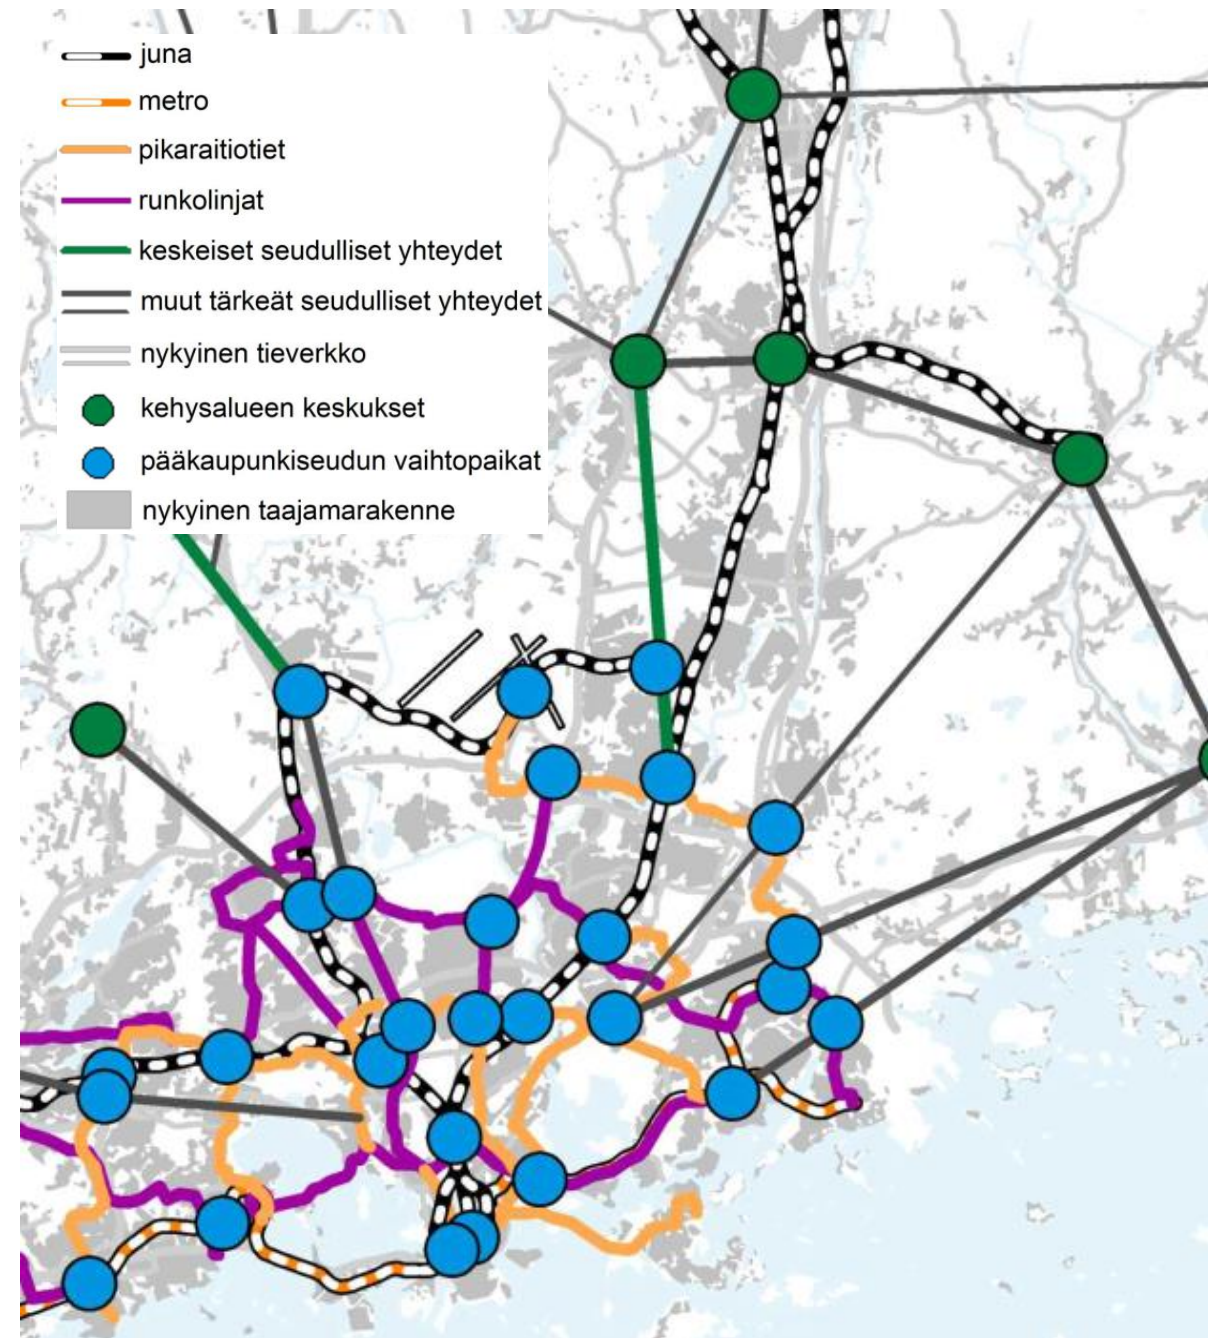 juna
metro
pikaraitiotiet
runkolinjat
keskeiset seudulliset yhteydet
muut tärkeät seudulliset yhteydet
nykyinen tieverkko
kehysalueen keskukset
pääkaupunkiseudun vaihtopaikat
nykyinen taajamarakenne